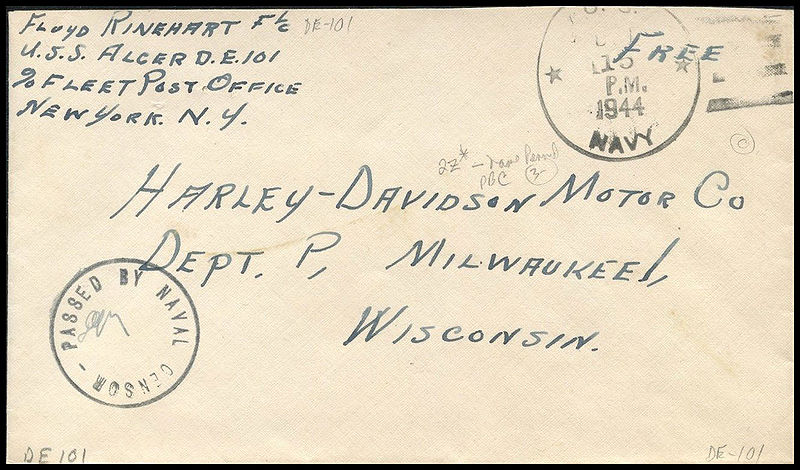 Floyd Rinehart F1/c DE-101
U.S.S. Alger D.E. 101
c/o Fleet Post Office
New York. N.Y.
Free
P.M.
1944
NAVY
Harley-Davidson Motor Co
Dept. P, Milwaukee 1,
Wisconsin.
PASSED BY NAVAL CENSOR
DE 101
DE-101